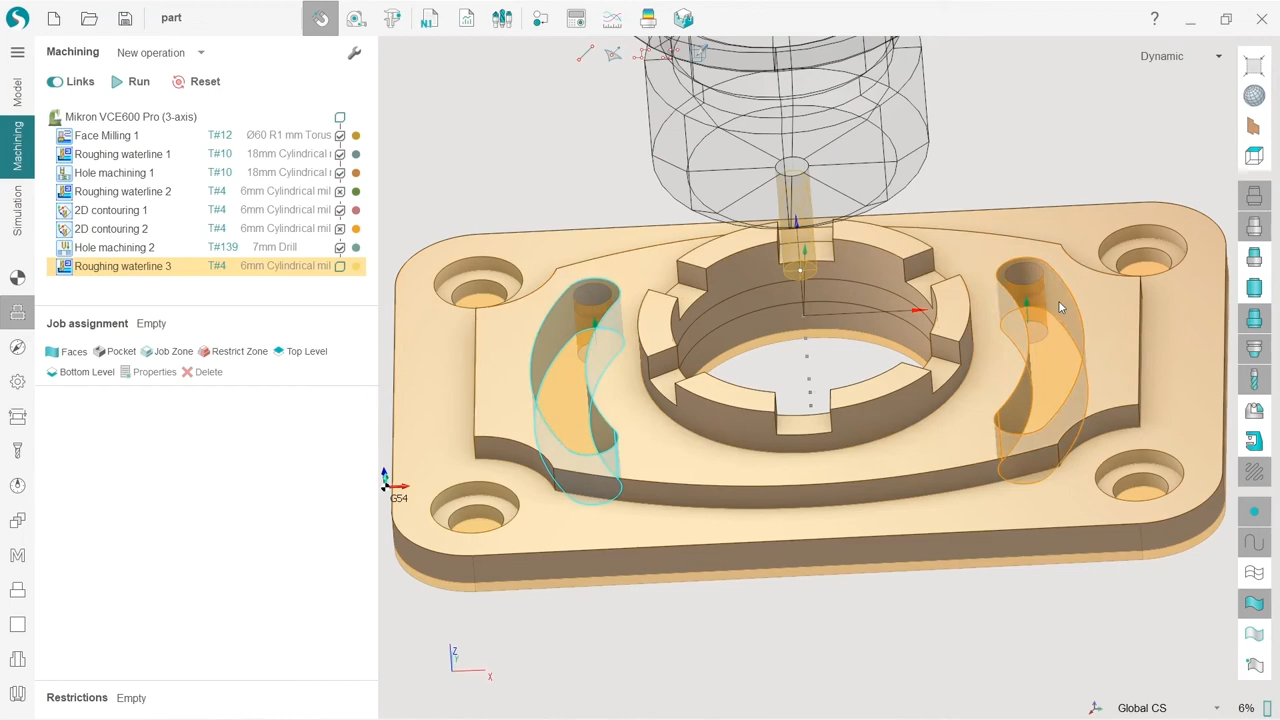 part
N.1
?
Machining New operation
Links Run Reset
Mikron VCE600 Pro (3-axis)
Face Milling 1 T#12 Ø60 R1 mm Torus
Roughing waterline 1 T#10 18mm Cylindrical
Hole machining 1 T#10 18mm Cylindrical
Roughing waterline 2 T#4 6mm Cylindrical mil
2D contouring 1 T#4 6mm Cylindrical mil
2D contouring 2 T#4 6mm Cylindrical mil
Hole machining 2 T#139 7mm Drill
Roughing waterline 3 T#4 6mm Cylindrical mil
Job assignment Empty
Faces Pocket Job Zone Restrict Zone Top Level
Bottom Level Properties Delete
Restrictions Empty
Model
Machining
Simulation
Dynamic
G54
Z
Y
X
Global CS 6%